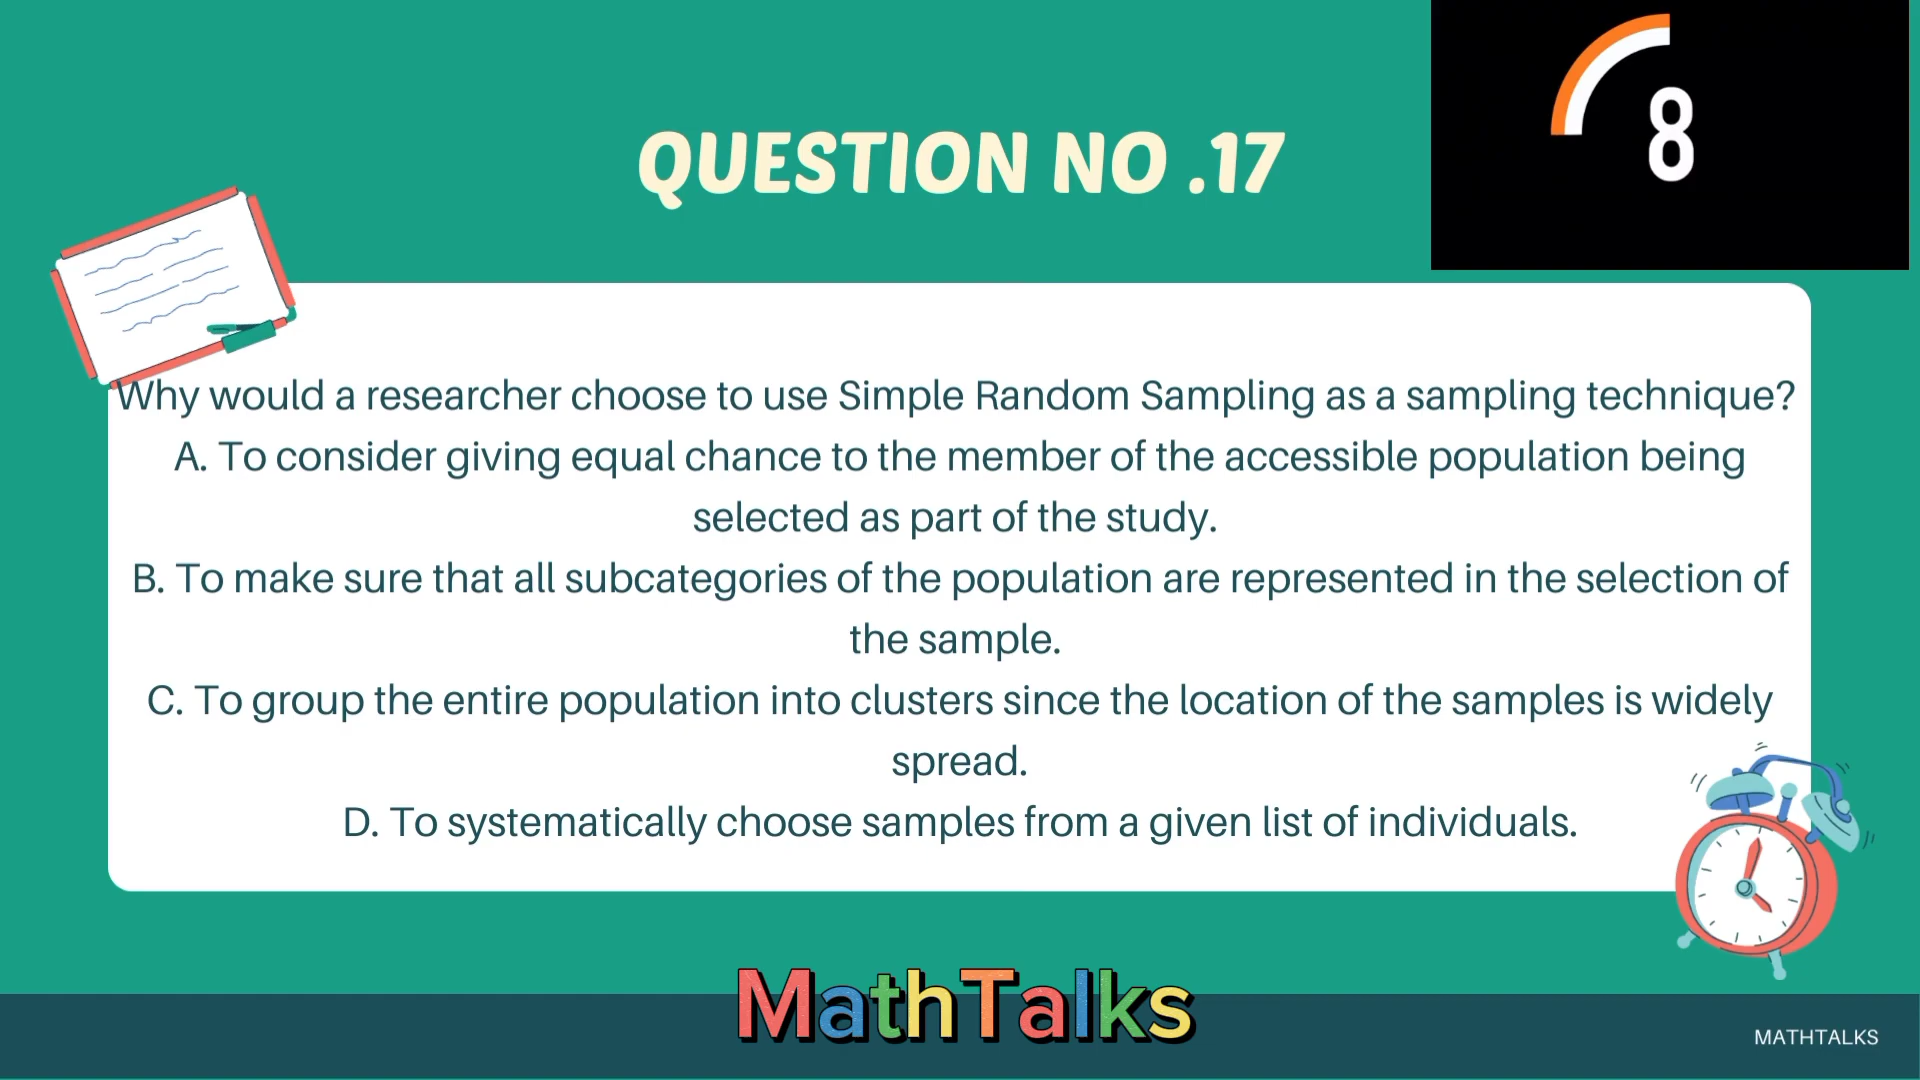 8
QUESTION NO .17
Why would a researcher choose to use Simple Random Sampling as a sampling technique?
A. To consider giving equal chance to the member of the accessible population being
selected as part of the study.
B. To make sure that all subcategories of the population are represented in the selection of
the sample.
C. To group the entire population into clusters since the location of the samples is widely
spread.
D. To systematically choose samples from a given list of individuals.
MathTalks
MATHTALKS